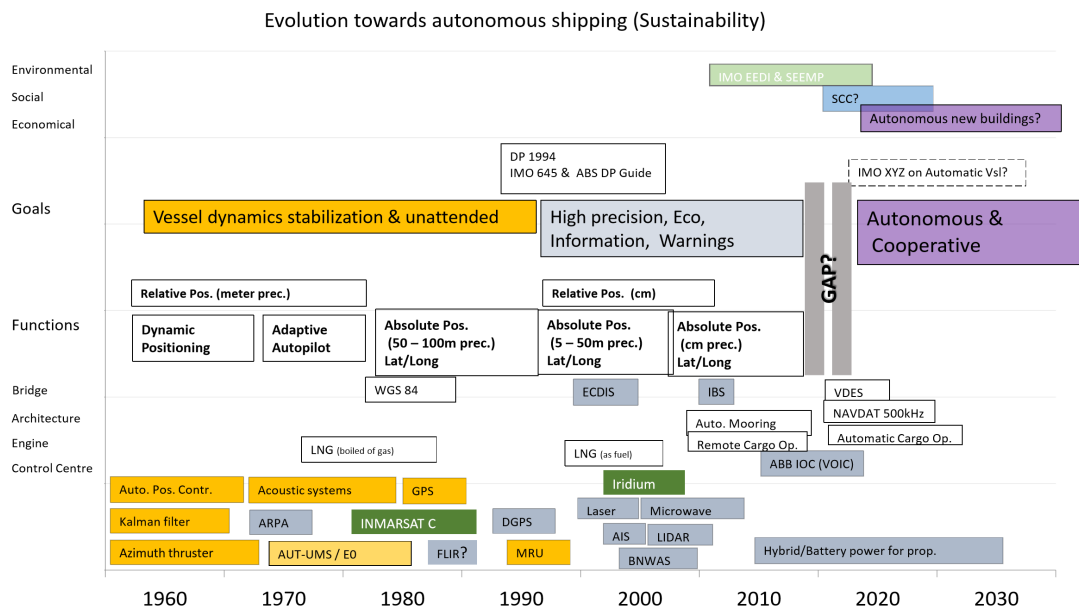 Evolution towards autonomous shipping (Sustainability)
Environmental
IMO EEDI & SEEMP
Social
SCC?
Economical
Autonomous new buildings?
DP 1994
IMO 645 & ABS DP Guide
IMO XYZ on Automatic Vsl?
Goals
Vessel dynamics stabilization & unattended
High precision, Eco,
Information, Warnings
Autonomous &
Cooperative
GAP?
Relative Pos. (meter prec.)
Relative Pos. (cm)
Functions
Dynamic
Positioning
Adaptive
Autopilot
Absolute Pos.
(50 – 100m prec.)
Lat/Long
Absolute Pos.
(5 – 50m prec.)
Lat/Long
Absolute Pos.
(cm prec.)
Lat/Long
Bridge
WGS 84
ECDIS
IBS
VDES
Architecture
NAVDAT 500kHz
Auto. Mooring
Engine
LNG (boiled of gas)
LNG (as fuel)
Remote Cargo Op.
Automatic Cargo Op.
Control Centre
ABB IOC (VOIC)
Auto. Pos. Contr.
Acoustic systems
GPS
Iridium
Kalman filter
ARPA
INMARSAT C
DGPS
Laser
Microwave
AIS
LIDAR
Azimuth thruster
AUT-UMS / E0
FLIR?
MRU
BNWAS
Hybrid/Battery power for prop.
1960
1970
1980
1990
2000
2010
2020
2030